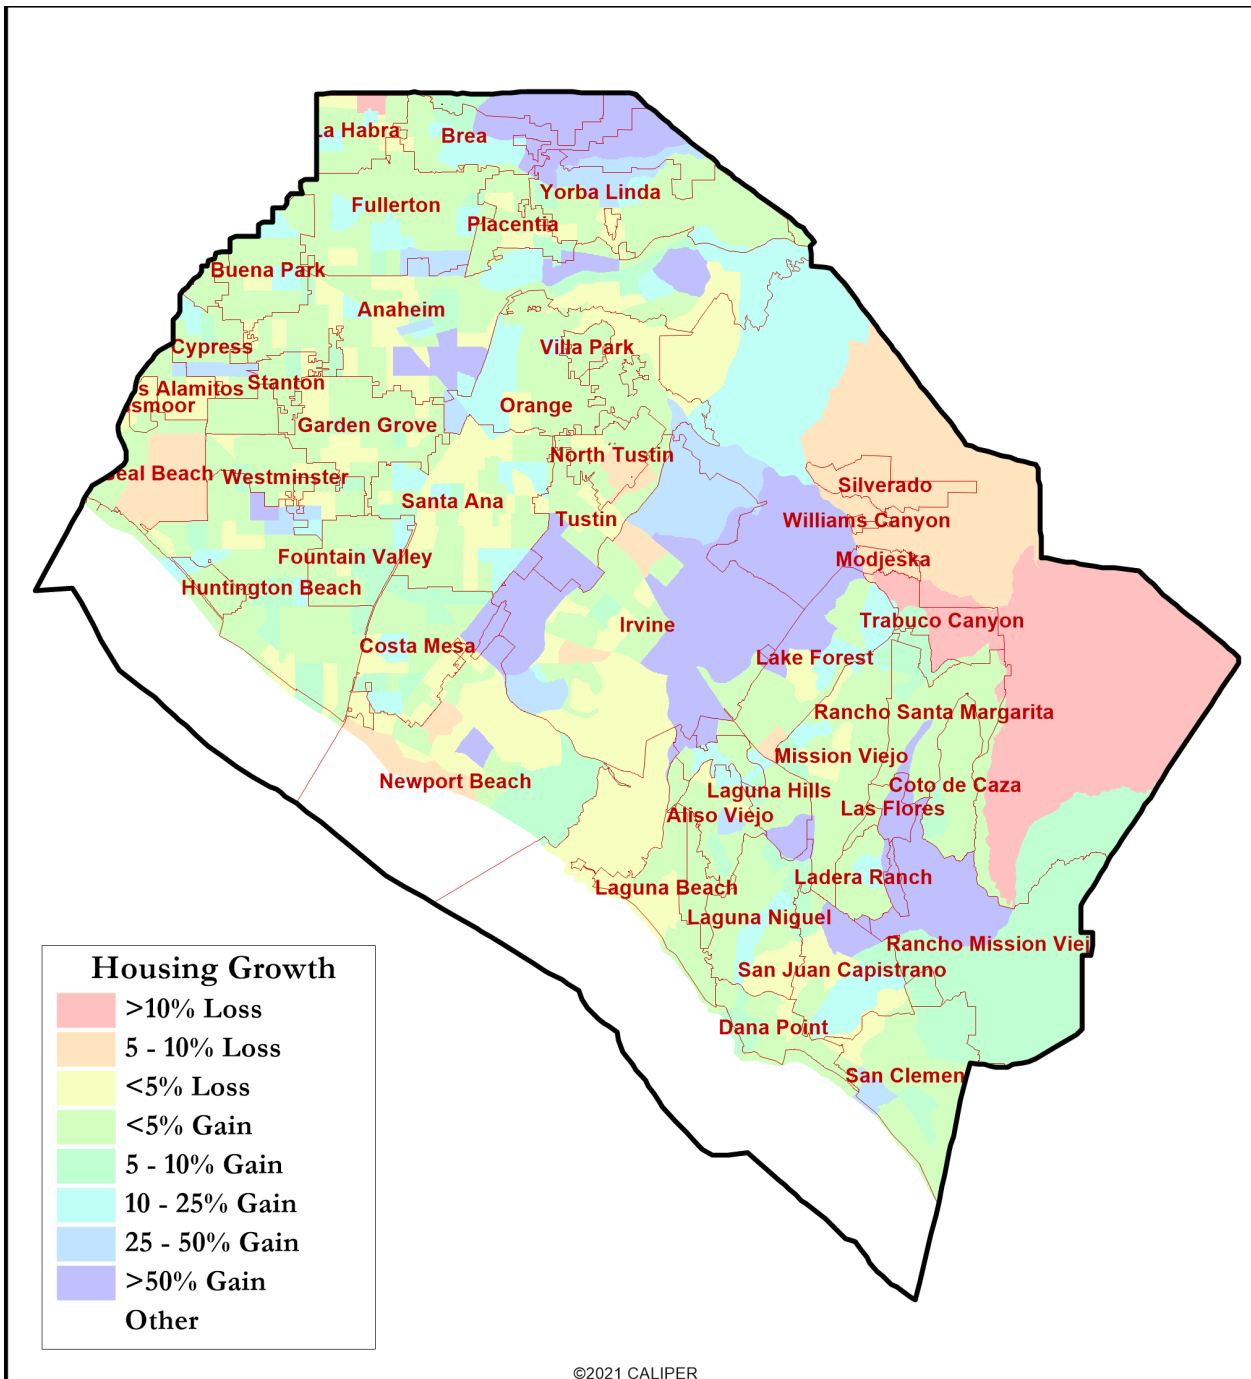 La Habra
Brea
Yorba Linda
Fullerton
Placentia
Buena Park
Anaheim
Cypress
Villa Park
s Alamitos
Stanton
smoor
Orange
Garden Grove
North Tustin
eal Beach
Westminster
Silverado
Santa Ana
Tustin
Williams Canyon
Fountain Valley
Modjeska
Huntington Beach
Irvine
Trabuco Canyon
Costa Mesa
Lake Forest
Rancho Santa Margarita
Mission Viejo
Newport Beach
Laguna Hills
Coto de Caza
Las Flores
Aliso Viejo
Ladera Ranch
Laguna Beach
Laguna Niguel
Rancho Mission Viej
San Juan Capistrano
Dana Point
San Clemen
Housing Growth
>10% Loss
5 - 10% Loss
<5% Loss
<5% Gain
5 - 10% Gain
10 - 25% Gain
25 - 50% Gain
>50% Gain
Other
©2021 CALIPER